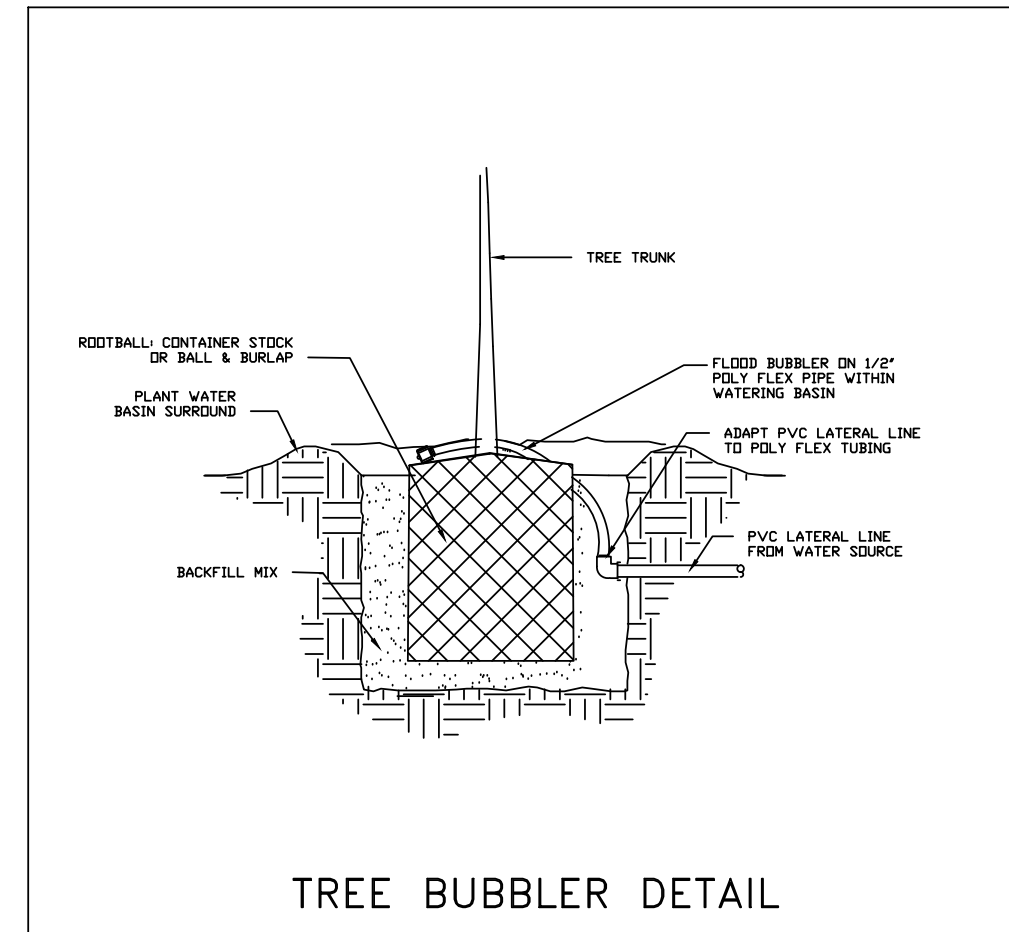 TREE TRUNK
ROOTBALL: CONTAINER STOCK
OR BALL & BURLAP
FLOOD BUBBLER ON 1/2"
POLY FLEX PIPE WITHIN
WATERING BASIN
PLANT WATER
BASIN SURROUND
ADAPT PVC LATERAL LINE
TO POLY FLEX TUBING
PVC LATERAL LINE
FROM WATER SOURCE
BACKFILL MIX
TREE BUBBLER DETAIL